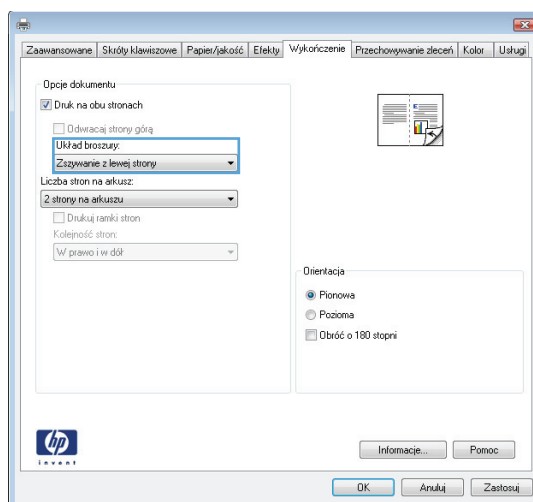 Zaawansowane Skróty klawiszowe Papier/jakość Efekty Wykończenie Przechowywanie zleceń Kolor Usługi
Opcje dokumentu
Druk na obu stronach
Odwracaj strony górą
Układ broszury:
Zszywanie z lewej strony
Liczba stron na arkusz:
2 strony na arkuszu
Drukuj ramki stron
Kolejność stron:
W prawo i w dół
Orientacja
Pionowa
Pozioma
Obróć o 180 stopni
hp
invent
Informacje... Pomoc
OK Anuluj Zastosuj